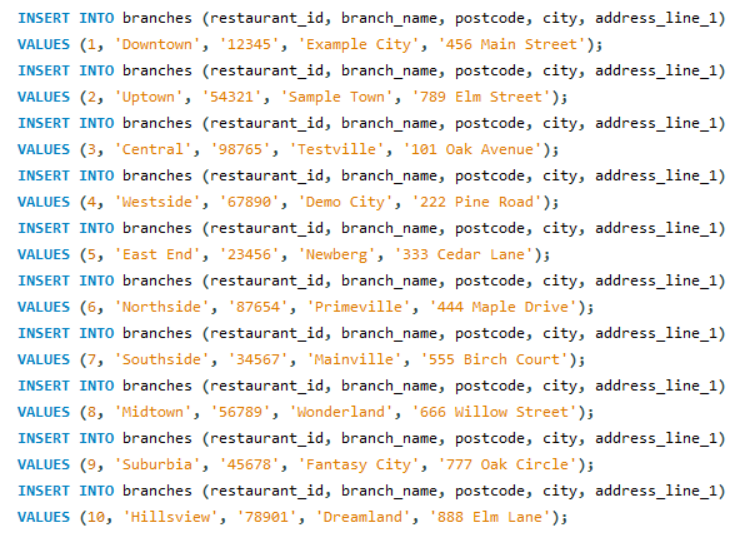 INSERT INTO branches (restaurant_id, branch_name, postcode, city, address_line_1)
VALUES (1, 'Downtown', '12345', 'Example City', '456 Main Street');
INSERT INTO branches (restaurant_id, branch_name, postcode, city, address_line_1)
VALUES (2, 'Uptown', '54321', 'Sample Town', '789 Elm Street');
INSERT INTO branches (restaurant_id, branch_name, postcode, city, address_line_1)
VALUES (3, 'Central', '98765', 'Testville', '101 Oak Avenue');
INSERT INTO branches (restaurant_id, branch_name, postcode, city, address_line_1)
VALUES (4, 'Westside', '67890', 'Demo City', '222 Pine Road');
INSERT INTO branches (restaurant_id, branch_name, postcode, city, address_line_1)
VALUES (5, 'East End', '23456', 'Newberg', '333 Cedar Lane');
INSERT INTO branches (restaurant_id, branch_name, postcode, city, address_line_1)
VALUES (6, 'Northside', '87654', 'Primeville', '444 Maple Drive');
INSERT INTO branches (restaurant_id, branch_name, postcode, city, address_line_1)
VALUES (7, 'Southside', '34567', 'Mainville', '555 Birch Court');
INSERT INTO branches (restaurant_id, branch_name, postcode, city, address_line_1)
VALUES (8, 'Midtown', '56789', 'Wonderland', '666 Willow Street');
INSERT INTO branches (restaurant_id, branch_name, postcode, city, address_line_1)
VALUES (9, 'Suburbia', '45678', 'Fantasy City', '777 Oak Circle');
INSERT INTO branches (restaurant_id, branch_name, postcode, city, address_line_1)
VALUES (10, 'Hillsview', '78901', 'Dreamland', '888 Elm Lane');